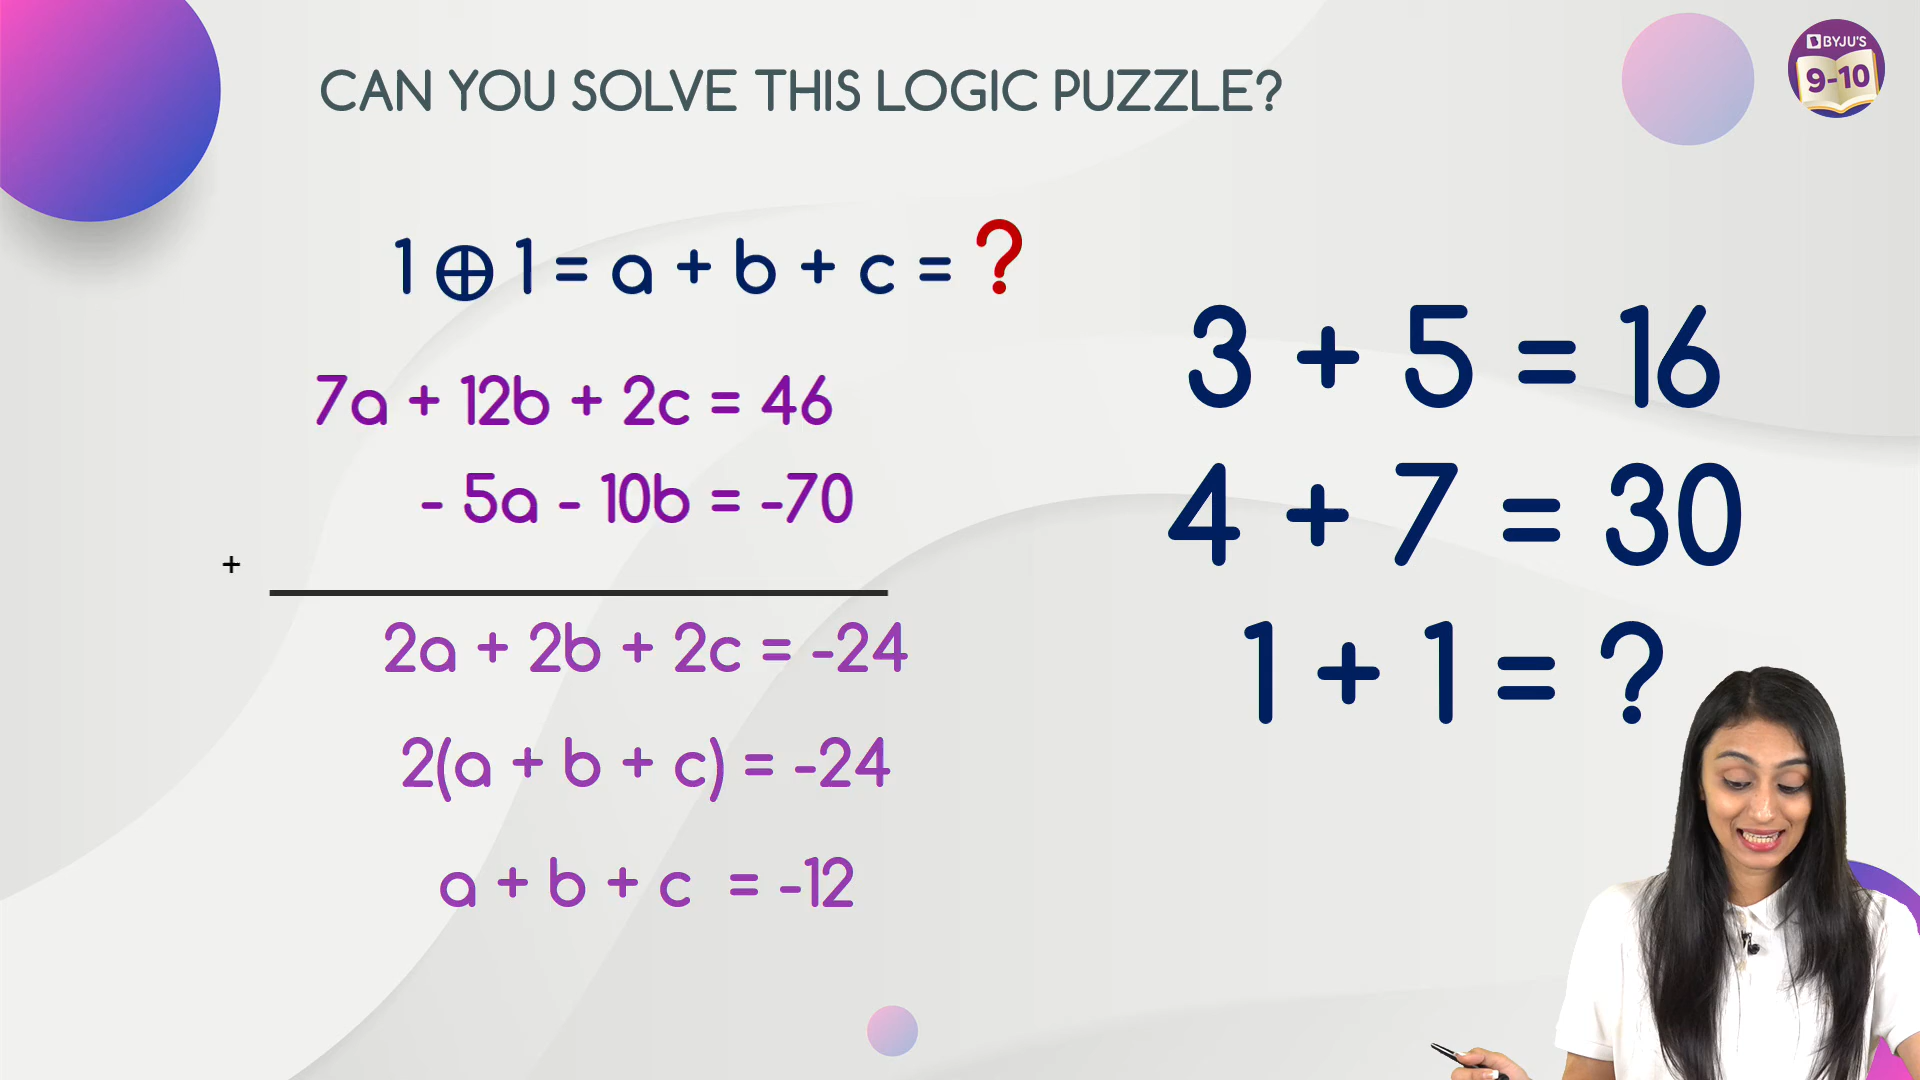 CAN YOU SOLVE THIS LOGIC PUZZLE?
BYJU'S
9-10
1 ⊕ 1 = a + b + c = ?
7a + 12b + 2c = 46
- 5a - 10b = -70
+
2a + 2b + 2c = -24
2(a + b + c) = -24
a + b + c = -12
3 + 5 = 16
4 + 7 = 30
1 + 1 = ?